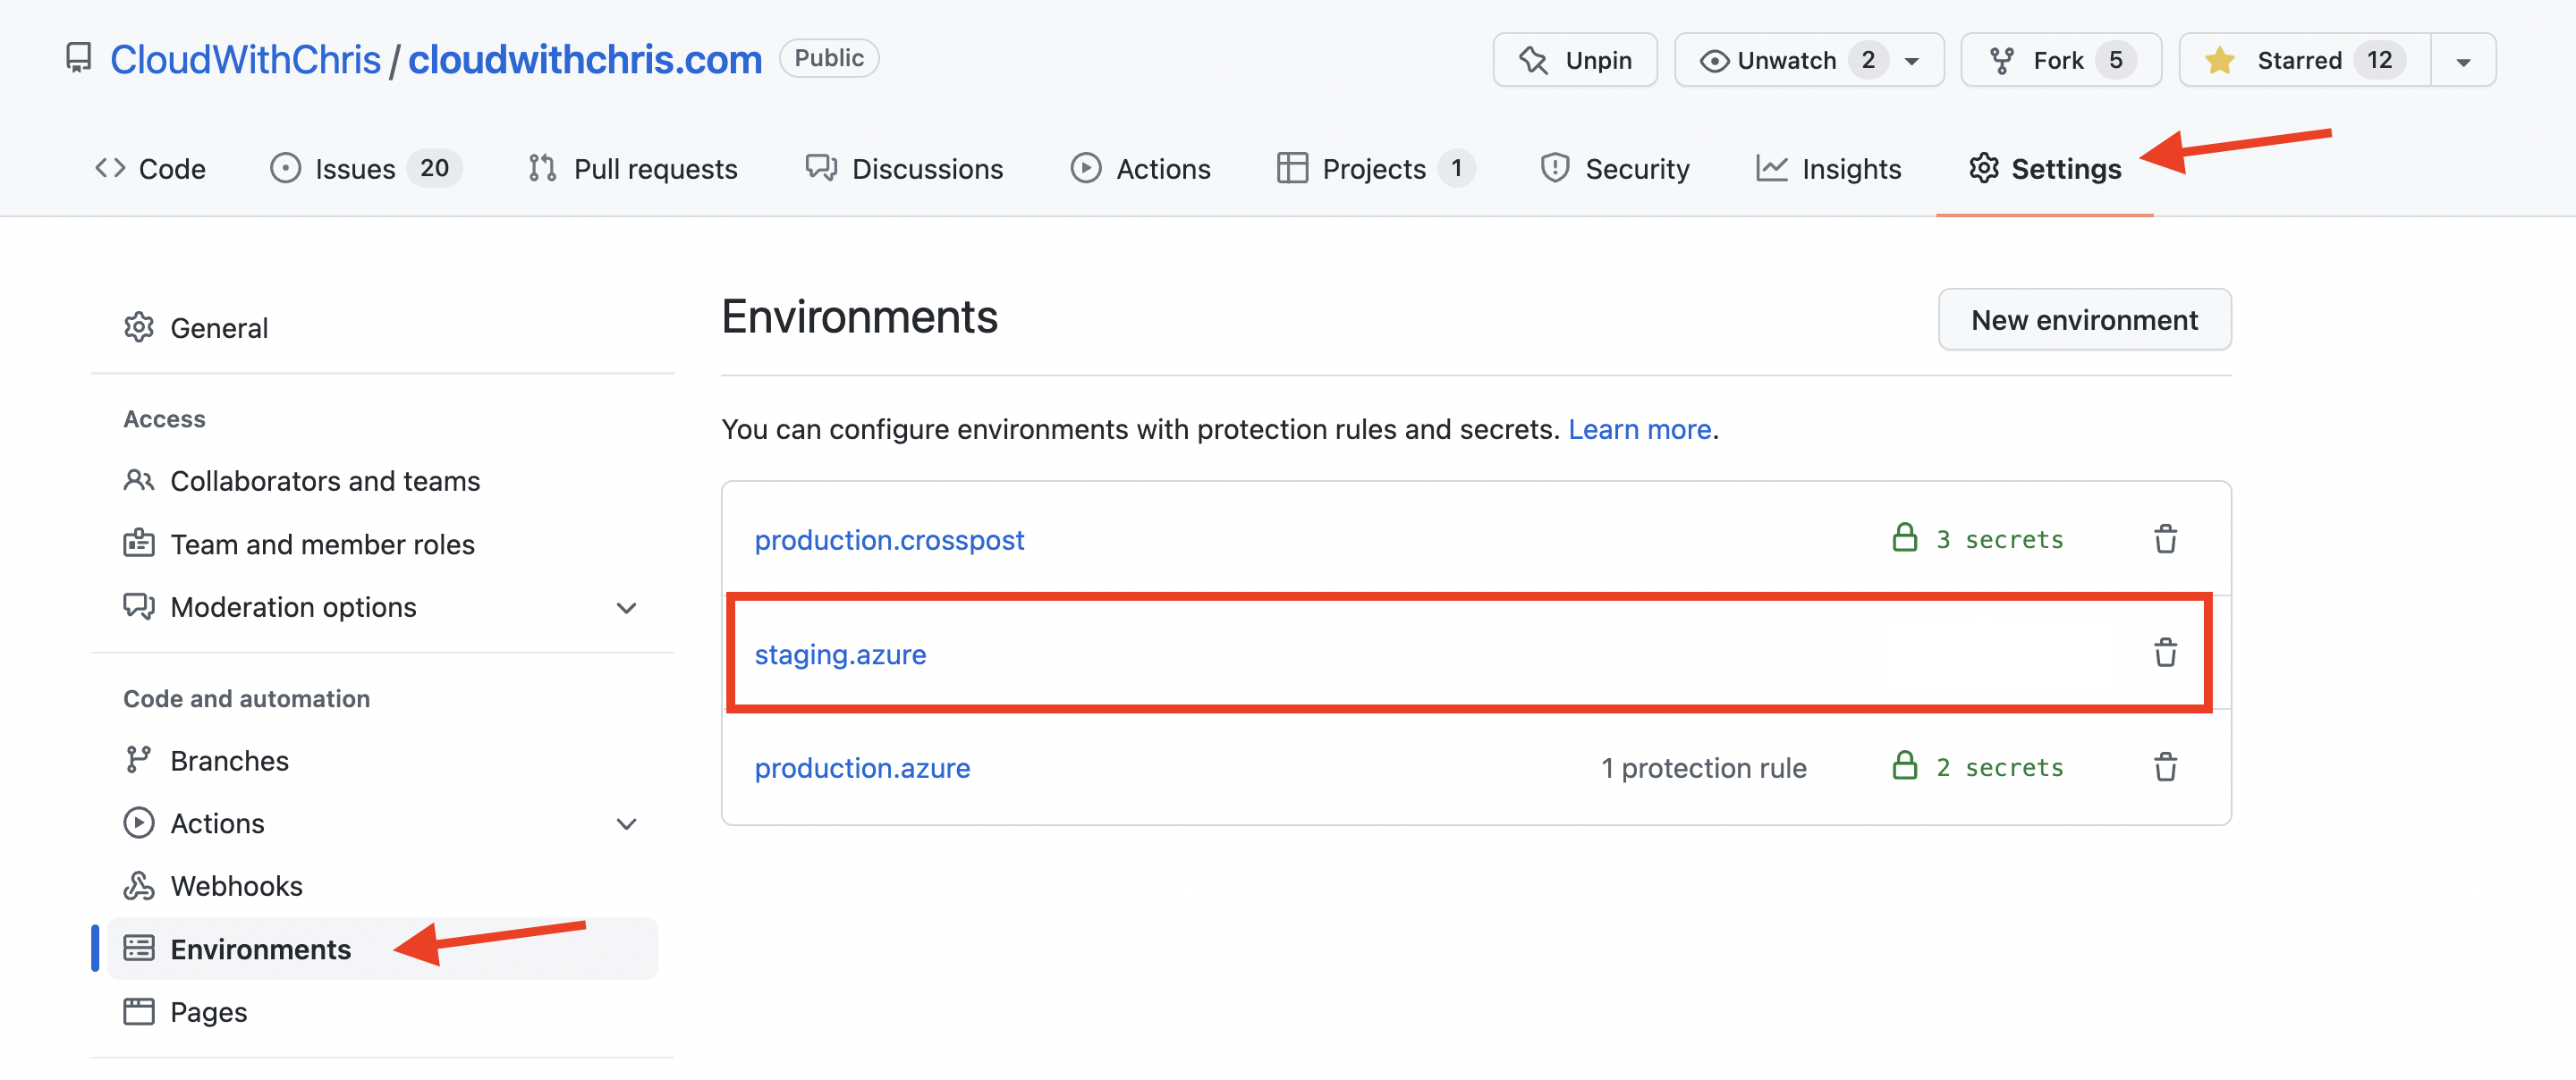 CloudWithChris / cloudwithchris.com Public
Unpin Unwatch 2 Fork 5 Starred 12
Code Issues 20 Pull requests Discussions Actions Projects 1 Security Insights Settings
General
Access
Collaborators and teams
Team and member roles
Moderation options
Code and automation
Branches
Actions
Webhooks
Environments
Pages
Environments New environment
You can configure environments with protection rules and secrets. Learn more.
production.crosspost 3 secrets
staging.azure
production.azure 1 protection rule 2 secrets